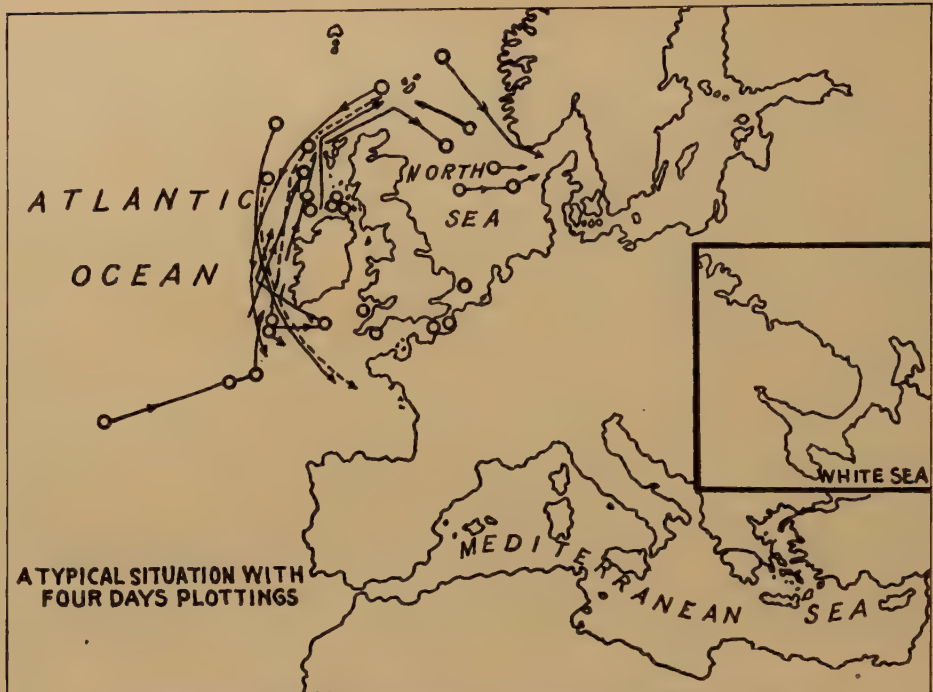 ATLANTIC
OCEAN
NORTH
SEA
WHITE SEA
MEDITERRANEAN SEA
A TYPICAL SITUATION WITH
FOUR DAYS PLOTTINGS